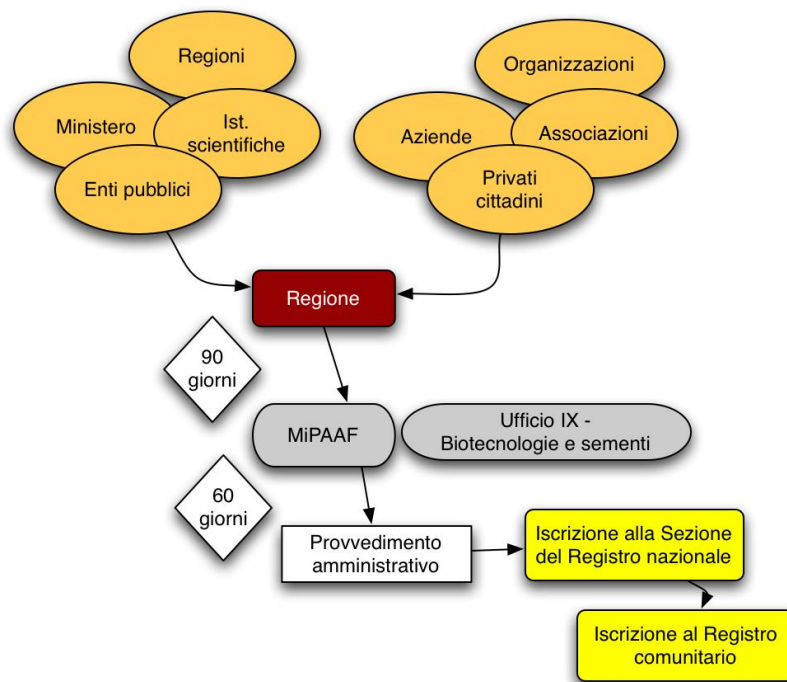 Regioni
Ministero
Ist.
scientifiche
Enti pubblici
Organizzazioni
Aziende
Associazioni
Privati
cittadini
Regione
90
giorni
MiPAAF
Ufficio IX -
Biotecnologie e sementi
60
giorni
Provvedimento
amministrativo
Iscrizione alla Sezione
del Registro nazionale
Iscrizione al Registro
comunitario